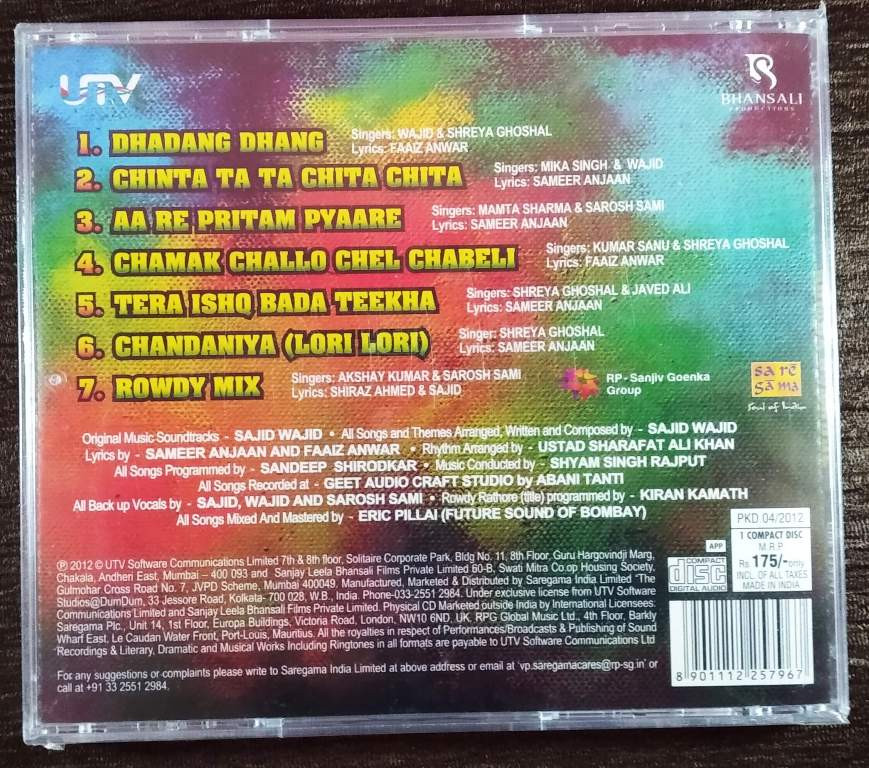 UTV
BHANSALI
PRODUCTIONS
1. DHADANG DHANG Singers: WAJID & SHREYA GHOSHAL
Lyrics: FAAIZ ANWAR
2. CHINTA TA TA CHITA CHITA Singers: MIKA SINGH & WAJID
Lyrics: SAMEER ANJAAN
3. AA RE PRITAM PYAARE Singers: MAMTA SHARMA & SAROSH SAMI
Lyrics: SAMEER ANJAAN
4. CHAMAK CHALLO CHEL CHABELI Singers: KUMAR SANU & SHREYA GHOSHAL
Lyrics: FAAIZ ANWAR
5. TERA ISHQ BADA TEEKHA Singers: SHREYA GHOSHAL & JAVED ALI
Lyrics: SAMEER ANJAAN
6. CHANDANIYA (LORI LORI) Singer: SHREYA GHOSHAL
Lyrics: SAMEER ANJAAN
7. ROWDY MIX Singers: AKSHAY KUMAR & SAROSH SAMI
Lyrics: SHIRAZ AHMED & SAJID
RP - Sanjiv Goenka
Group
sa re
ga ma
Soul of India
Original Music Soundtracks - SAJID WAJID • All Songs and Themes Arranged, Written and Composed by - SAJID WAJID
Lyrics by - SAMEER ANJAAN AND FAAIZ ANWAR • Rhythm Arranged by - USTAD SHARAFAT ALI KHAN
All Songs Programmed by - SANDEEP SHIRODKAR • Music Conducted by - SHYAM SINGH RAJPUT
All Songs Recorded at - GEET AUDIO CRAFT STUDIO by ABANI TANTI
All Back up Vocals by - SAJID, WAJID AND SAROSH SAMI • Rowdy Rathore (title) programmed by - KIRAN KAMATH
All Songs Mixed And Mastered by - ERIC PILLAI (FUTURE SOUND OF BOMBAY)
PKD.04/2012
1 COMPACT DISC
M.R.P.
Rs.175/-only
INCL. OF ALL TAXES
MADE IN INDIA
APP
COMPACT
disc
DIGITAL AUDIO
℗ 2012 © UTV Software Communications Limited 7th & 8th floor, Solitaire Corporate Park, Bldg No. 11, 8th Floor, Guru Hargovindji Marg,
Chakala, Andheri East, Mumbai – 400 093 and Sanjay Leela Bhansali Films Private Limited 60-B, Swati Mitra Co.op Housing Society,
Gulmohar Cross Road No. 7, JVPD Scheme, Mumbai 400049. Manufactured, Marketed & Distributed by Saregama India Limited "The
Studios@DumDum, 33 Jessore Road, Kolkata- 700 028, W.B., India. Phone-033-2551 2984. Under exclusive license from UTV Software
Communications Limited and Sanjay Leela Bhansali Films Private Limited. Physical CD Marketed outside India by International Licensees:
Saregama Plc., Unit 14, 1st Floor, Europa Buildings, Victoria Road, London, NW10 6ND, UK. RPG Global Music Ltd., 4th Floor, Barkly
Wharf East, Le Caudan Water Front, Port-Louis, Mauritius. All the royalties in respect of Performances/Broadcasts & Publishing of Sound
Recordings & Literary, Dramatic and Musical Works Including Ringtones in all formats are payable to UTV Software Communications Ltd
For any suggestions or complaints please write to Saregama India Limited at above address or email at 'vp.saregamacares@rp-sg.in' or
call at +91 33 2551 2984.
8 901112 257967